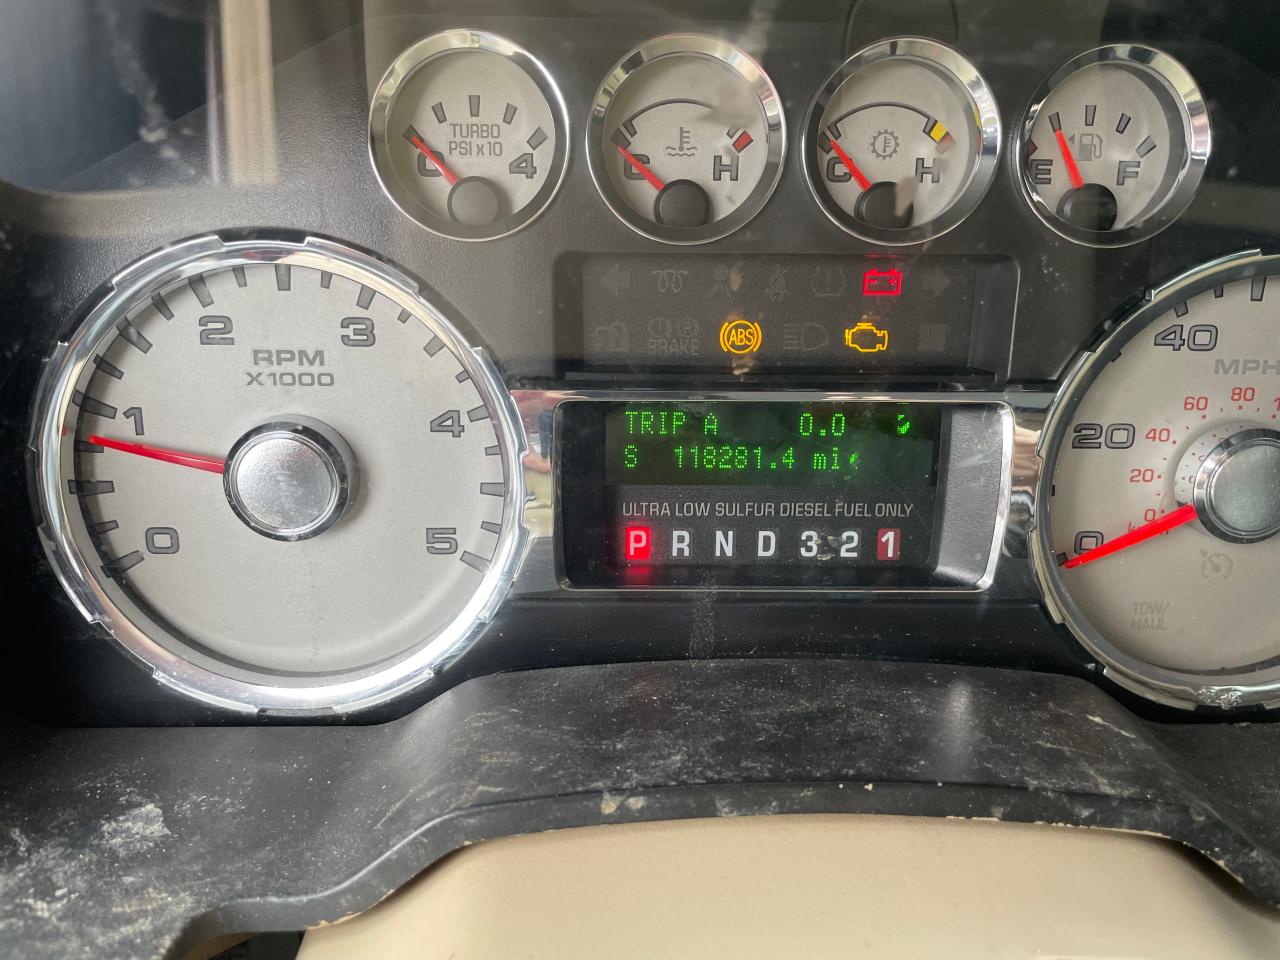 TURBO
PSI x10
0 4
C H
C H
E F
ABS
BRAKE
RPM
X1000
0 1 2 3 4 5
TRIP A 0.0
S 118281.4 mi
ULTRA LOW SULFUR DIESEL FUEL ONLY
P R N D 3 2 1
MPH
0 20 40
0 20 40 60 80
TOW/
HAUL